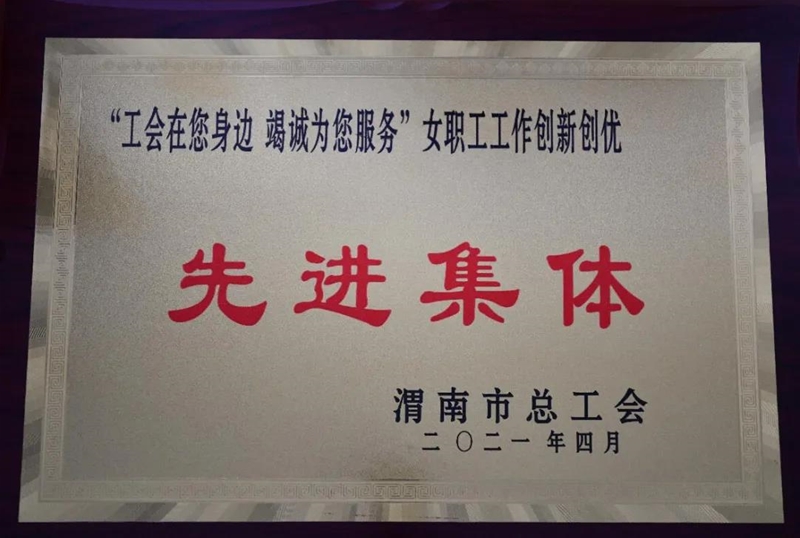 “工会在您身边 竭诚为您服务”女职工工作创新创优
先进集体
渭南市总工会
二〇二一年四月